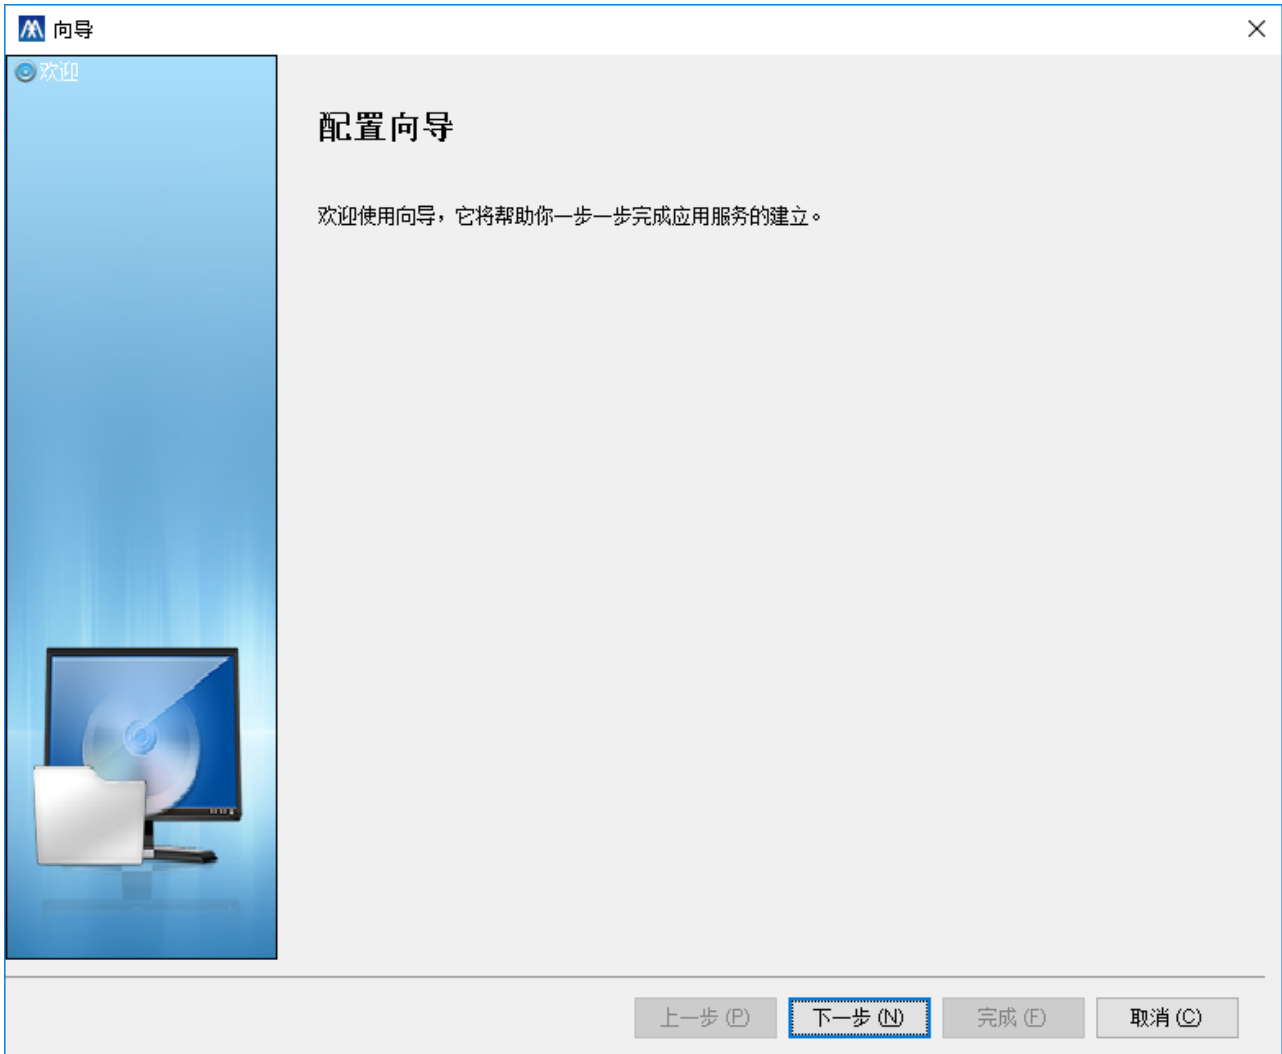 向导
欢迎
配置向导
欢迎使用向导，它将帮助你一步一步完成应用服务的建立。
上一步 (P)
下一步 (N)
完成 (F)
取消 (C)